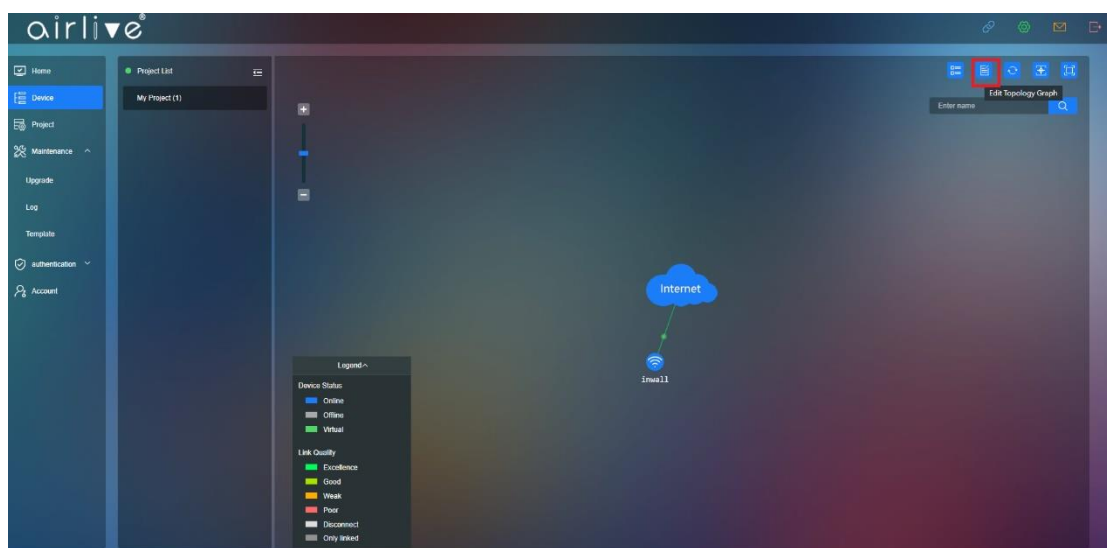 airlive®
Home
Device
Project
Maintenance
Upgrade
Log
Template
authentication
Account
Project List
My Project (1)
Edit Topology Graph
Enter name
Internet
inwall
Legend
Device Status
Online
Offline
Virtual
Link Quality
Excellence
Good
Weak
Poor
Disconnect
Only linked